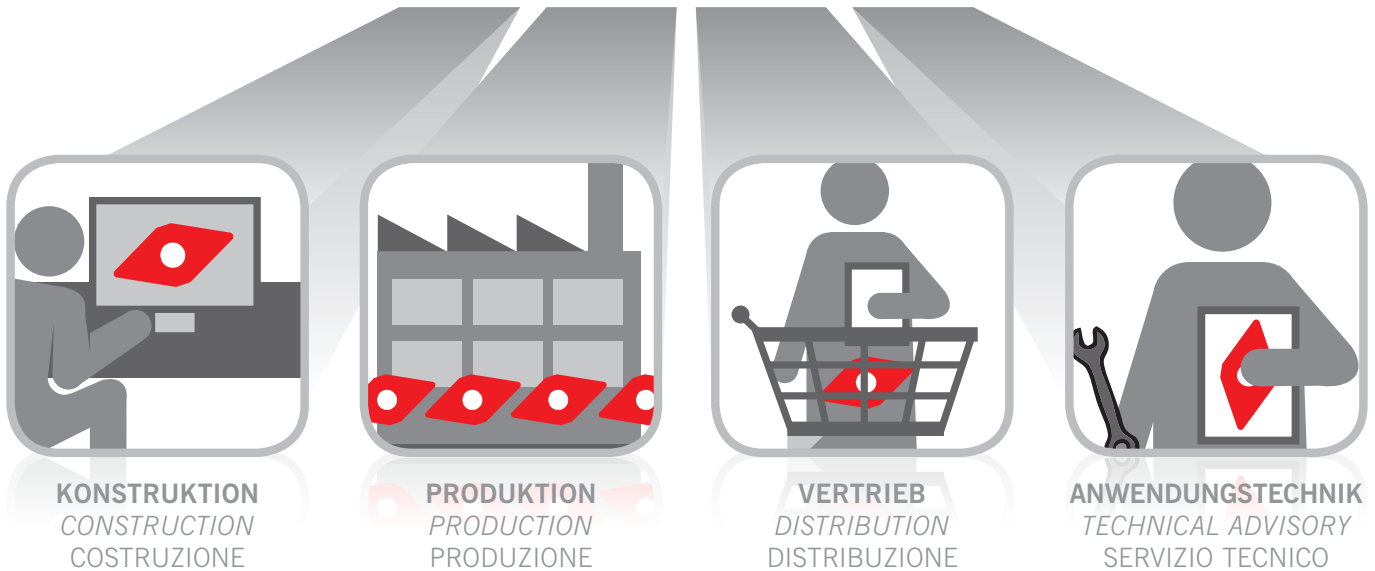 KONSTRUKTION
CONSTRUCTION
COSTRUZIONE
PRODUKTION
PRODUCTION
PRODUZIONE
VERTRIEB
DISTRIBUTION
DISTRIBUZIONE
ANWENDUNGSTECHNIK
TECHNICAL ADVISORY
SERVIZIO TECNICO